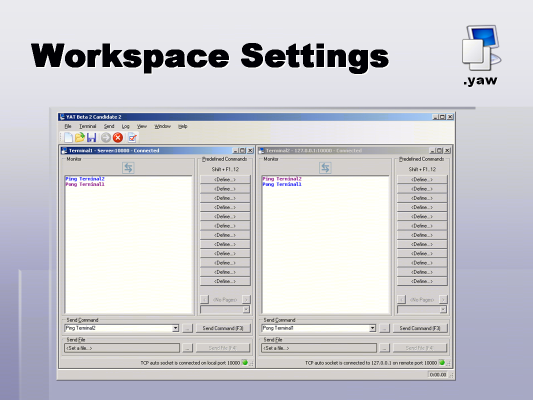 Workspace Settings
.yaw
YAT Beta 2 Candidate 2
File Terminal Send Log View Window Help
Terminal1 - Server:10000 - Connected
Monitor
Predefined Commands
Shift + F1..12
Ping Terminal2
Pong Terminal1
<Define...>
<Define...>
<Define...>
<Define...>
<Define...>
<Define...>
<Define...>
<Define...>
<Define...>
<Define...>
<Define...>
<Define...>
<No Pages>
Send Command
Ping Terminal2
...
Send Command (F3)
Send File
<Set a file...>
...
Send File (F4)
TCP auto socket is connected on local port 10000
Terminal2 - 127.0.0.1:10000 - Connected
Monitor
Predefined Commands
Shift + F1..12
Ping Terminal2
Pong Terminal1
<Define...>
<Define...>
<Define...>
<Define...>
<Define...>
<Define...>
<Define...>
<Define...>
<Define...>
<Define...>
<Define...>
<Define...>
<No Pages>
Send Command
Pong Terminal1
...
Send Command (F3)
Send File
<Set a file...>
...
Send File (F4)
TCP auto socket is connected to 127.0.0.1 on remote port 10000
0:00.00